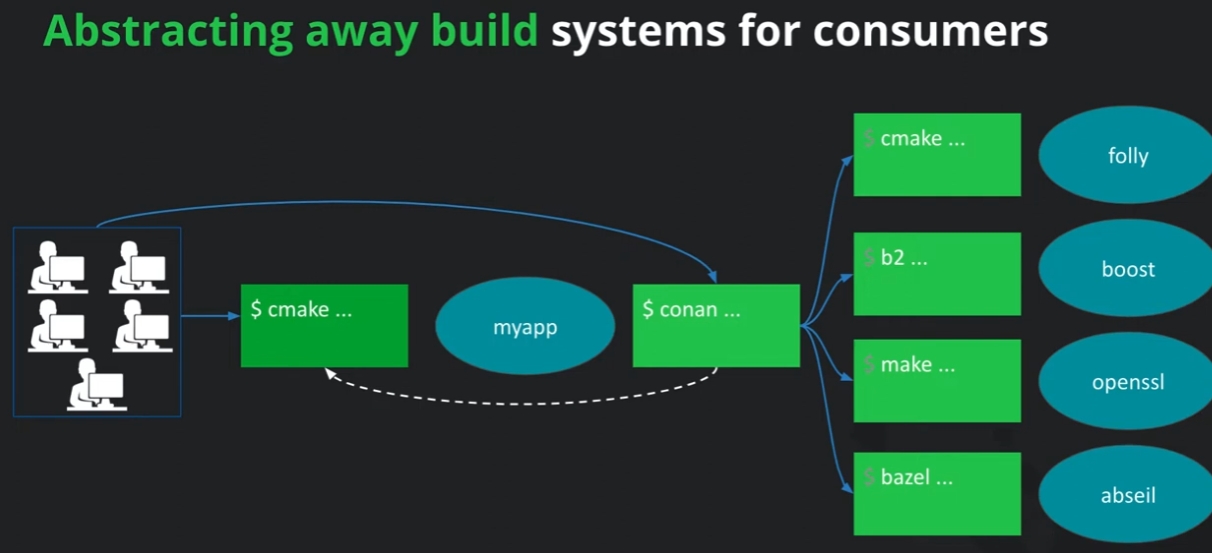 Abstracting away build systems for consumers
$ cmake ...
folly
$ b2 ...
boost
$ cmake ...
myapp
$ conan ...
$ make ...
openssl
$ bazel ...
abseil